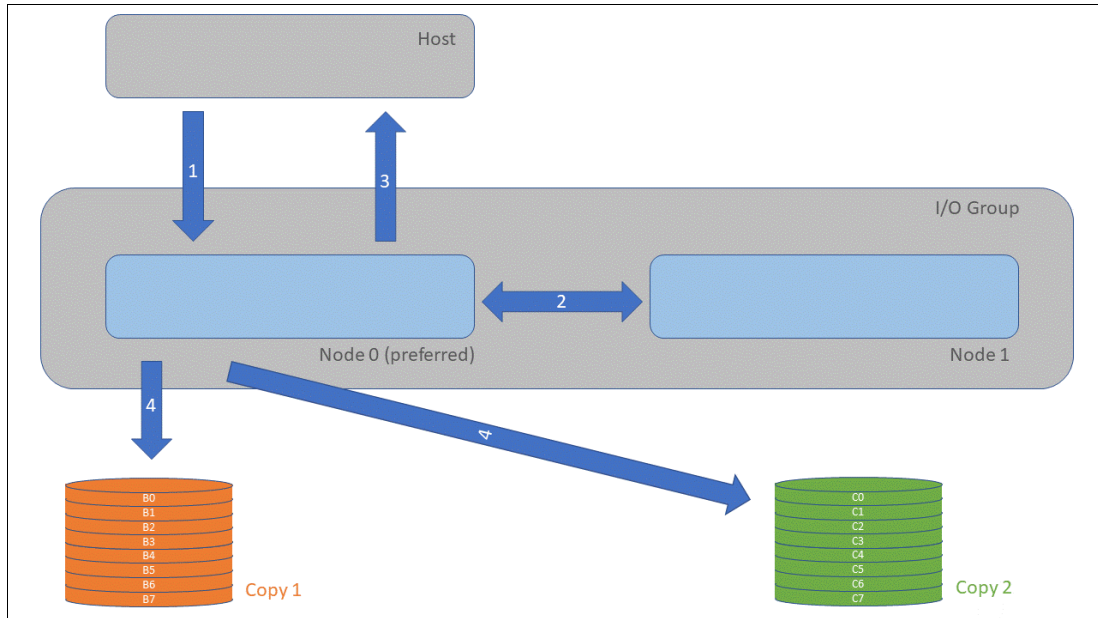 Host
1
3
I/O Group
2
Node 0 (preferred)
Node 1
4
4
B0
B1
B2
B3
B4
B5
B6
B7
Copy 1
C0
C1
C2
C3
C4
C5
C6
C7
Copy 2